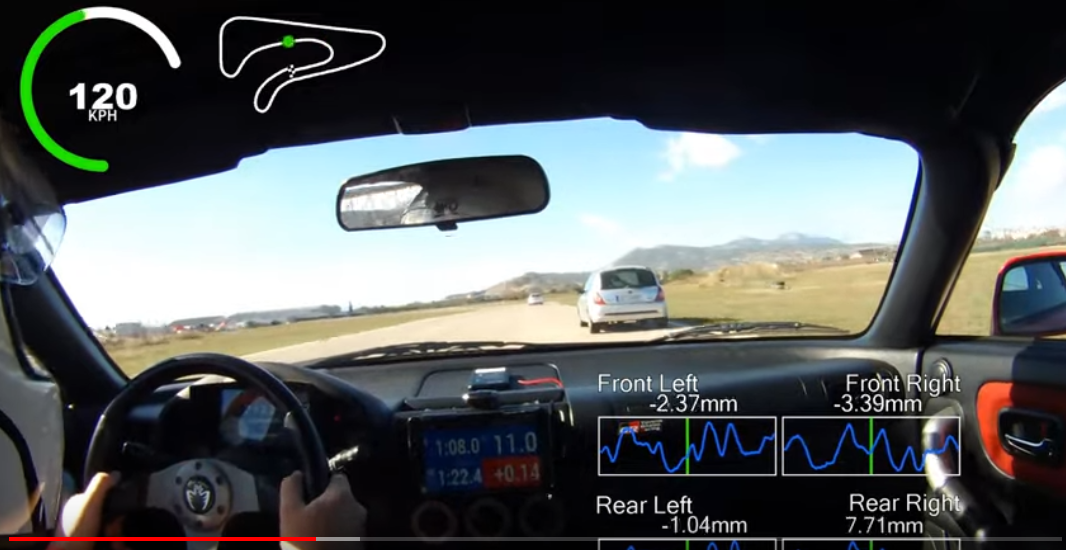 120
KPH
1:08.0 11.0
1:22.4 +0.14
Front Left
-2.37mm
Front Right
-3.39mm
Rear Left
-1.04mm
Rear Right
7.71mm